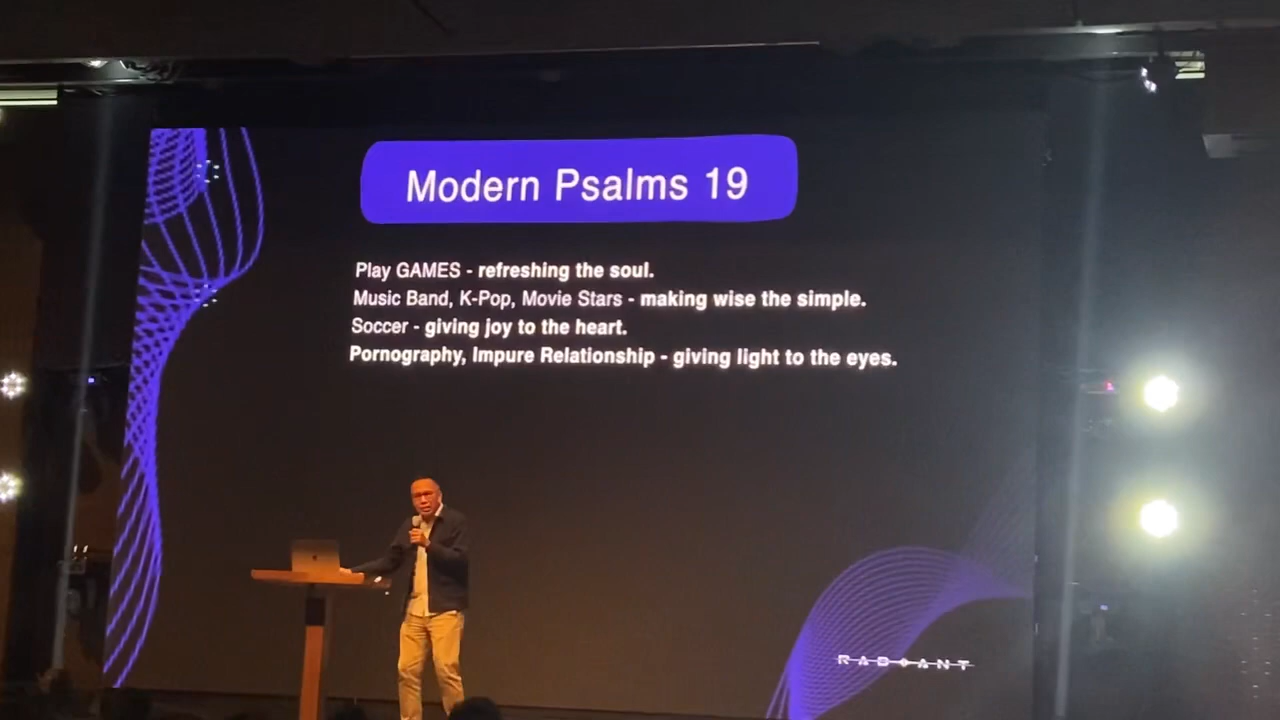 Modern Psalms 19
Play GAMES - refreshing the soul.
Music Band, K-Pop, Movie Stars - making wise the simple.
Soccer - giving joy to the heart.
Pornography, Impure Relationship - giving light to the eyes.
RADIANT